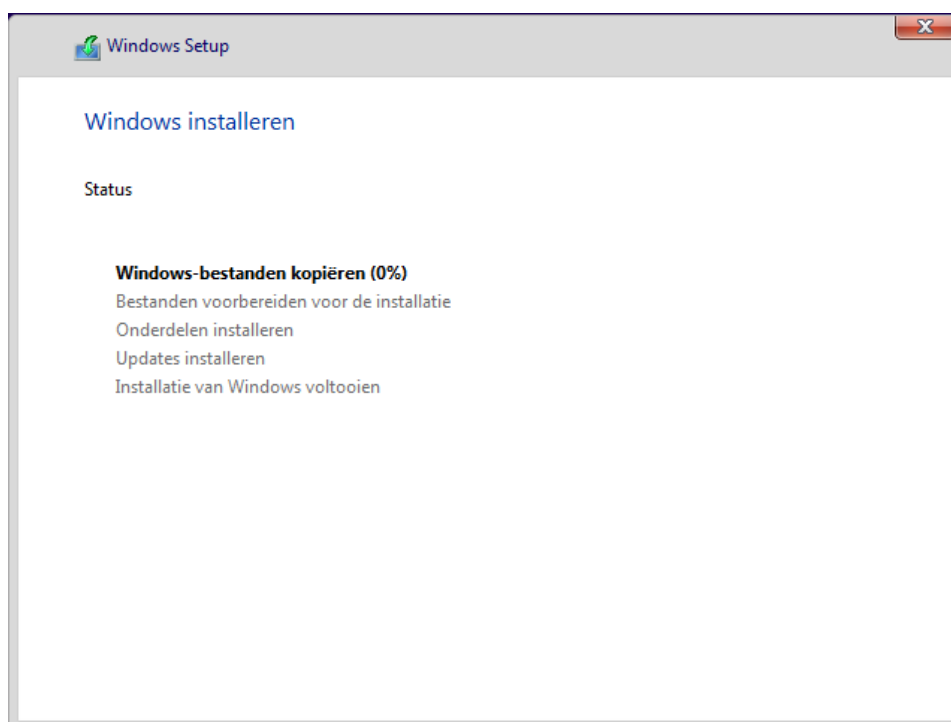 Windows Setup
Windows installeren
Status
Windows-bestanden kopiëren (0%)
Bestanden voorbereiden voor de installatie
Onderdelen installeren
Updates installeren
Installatie van Windows voltooien